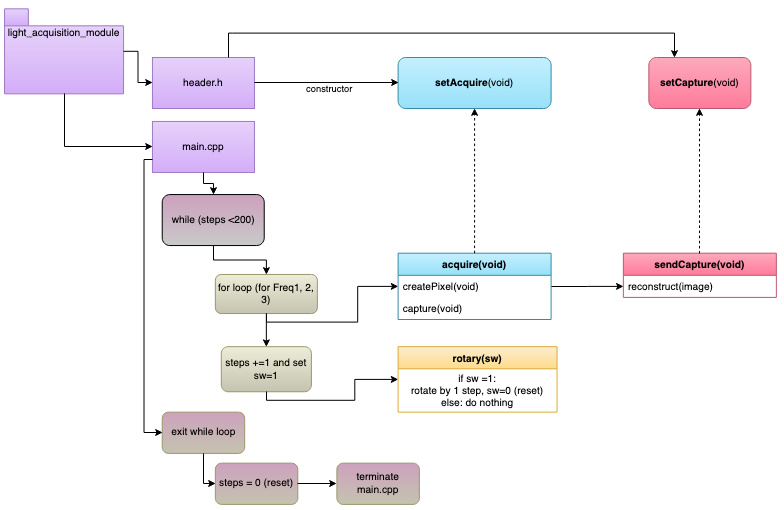 light_acquisition_module
header.h
constructor
setAcquire(void)
setCapture(void)
main.cpp
while (steps <200)
for loop (for Freq1, 2,
3)
acquire(void)
createPixel(void)
capture(void)
sendCapture(void)
reconstruct(image)
steps +=1 and set
sw=1
rotary(sw)
if sw =1:
rotate by 1 step, sw=0 (reset)
else: do nothing
exit while loop
steps = 0 (reset)
terminate
main.cpp